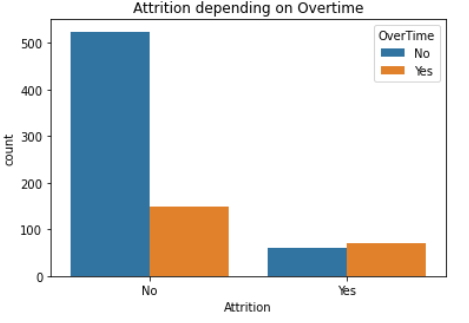 Attrition depending on Overtime
OverTime
No
Yes
500
400
300
200
100
0
count
No
Yes
Attrition